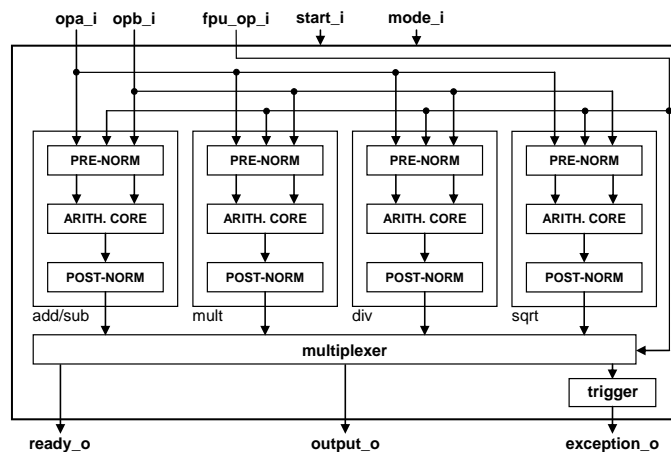 opa_i opb_i fpu_op_i start_i mode_i
PRE-NORM PRE-NORM PRE-NORM PRE-NORM
ARITH. CORE ARITH. CORE ARITH. CORE ARITH. CORE
POST-NORM POST-NORM POST-NORM POST-NORM
add/sub mult div sqrt
multiplexer
trigger
ready_o output_o exception_o